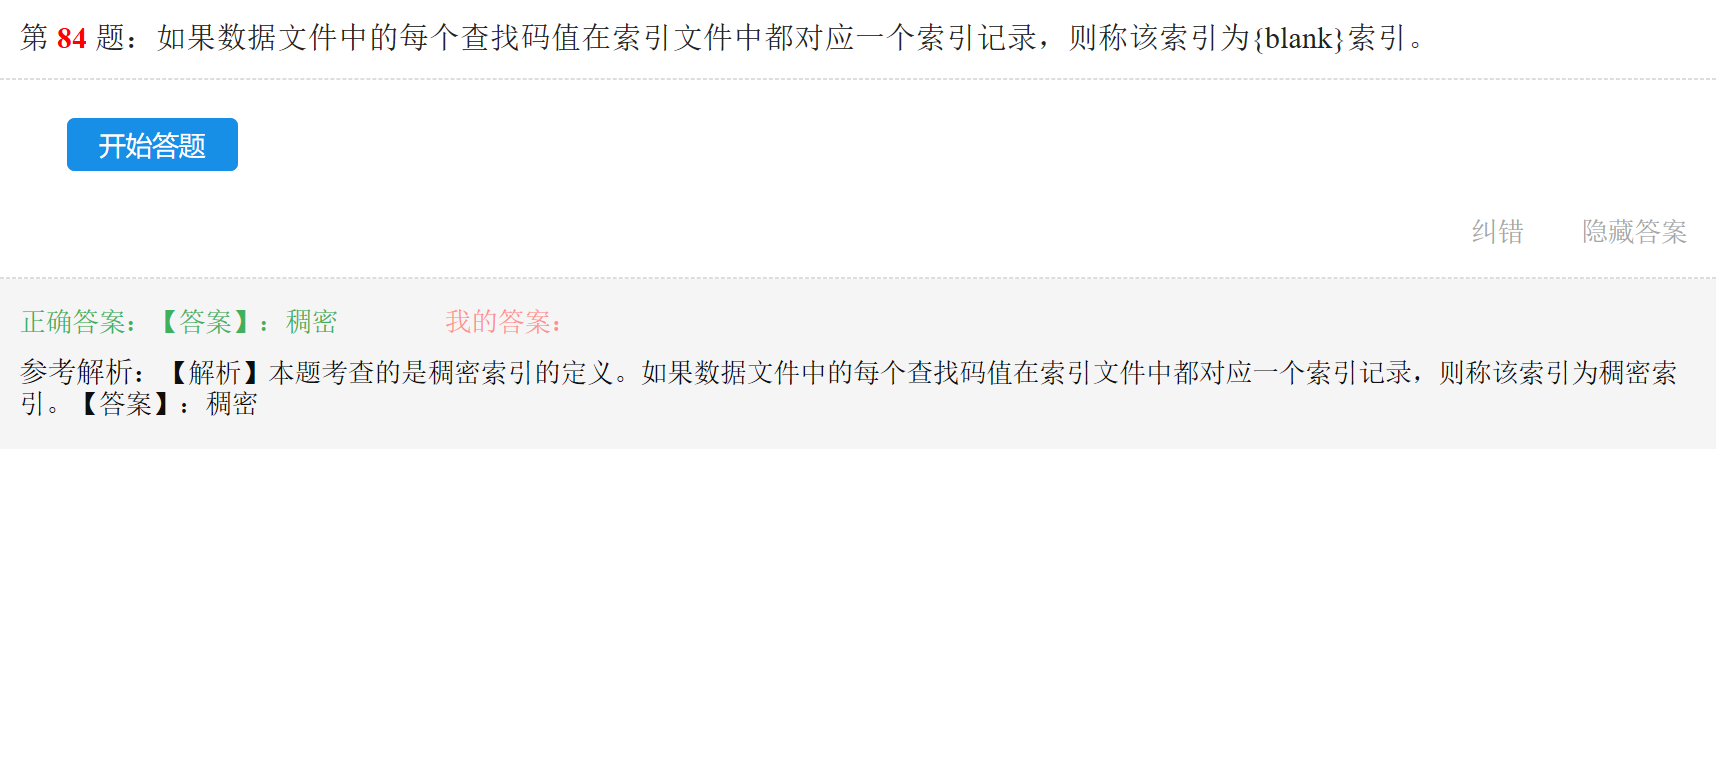 第 84 题：如果数据文件中的每个查找码值在索引文件中都对应一个索引记录，则称该索引为{blank}索引。
开始答题
纠错 隐藏答案
正确答案：【答案】：稠密 我的答案：
参考解析：【解析】本题考查的是稠密索引的定义。如果数据文件中的每个查找码值在索引文件中都对应一个索引记录，则称该索引为稠密索
引。【答案】：稠密